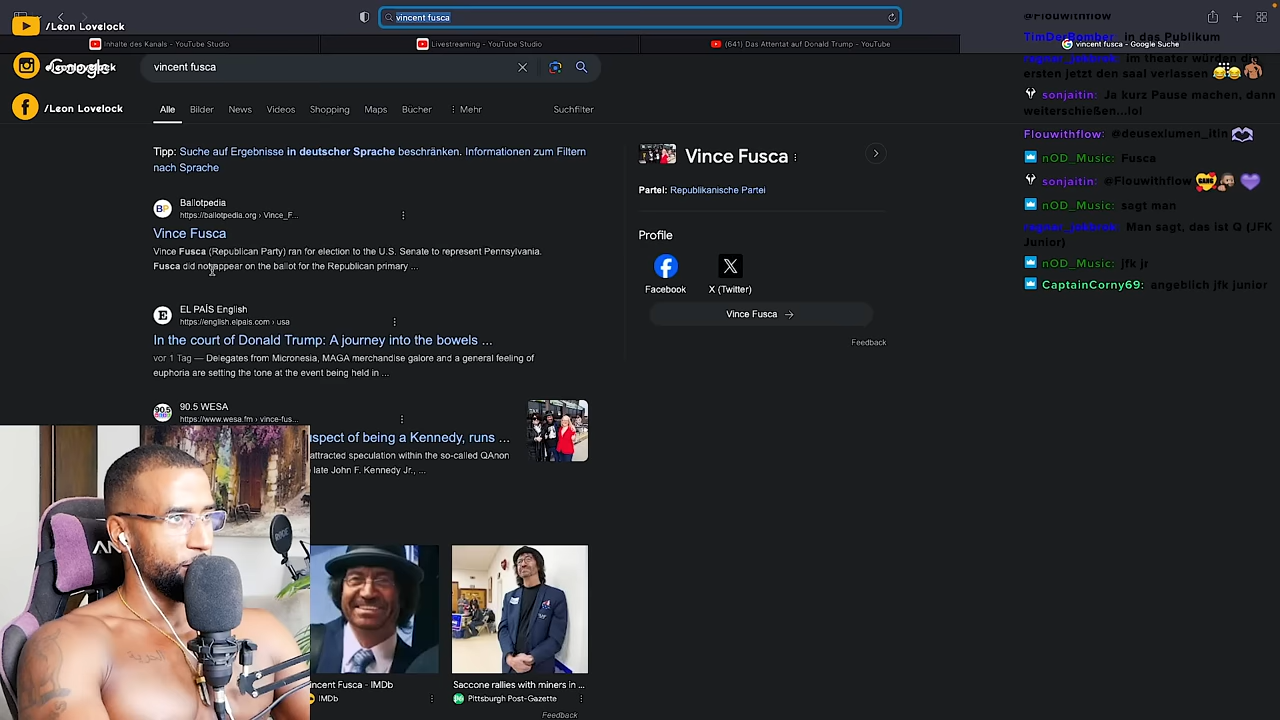 /Leon Lovelock
vincent fusca
Inhalte des Kanals - YouTube Studio
Livestreaming - YouTube Studio
(641) Das Attentat auf Donald Trump - YouTube
vincent fusca - Google Suche
Google
vincent fusca
/Leon Lovelock
Alle
Bilder
News
Videos
Shopping
Maps
Bücher
Mehr
Suchfilter
Tipp: Suche auf Ergebnisse in deutscher Sprache beschränken. Informationen zum Filtern
nach Sprache
BP
Ballotpedia
https://ballotpedia.org › Vince_F...
Vince Fusca
Vince Fusca (Republican Party) ran for election to the U.S. Senate to represent Pennsylvania.
Fusca did not appear on the ballot for the Republican primary ...
E
EL PAÍS English
https://english.elpais.com › usa
In the court of Donald Trump: A journey into the bowels ...
vor 1 Tag — Delegates from Micronesia, MAGA merchandise galore and a general feeling of
euphoria are setting the tone at the event being held in ...
90.5
90.5 WESA
https://www.wesa.fm › vince-fus...
uspect of being a Kennedy, runs ...
attracted speculation within the so-called QAnon
late John F. Kennedy Jr., ...
incent Fusca - IMDb
IMDb
Saccone rallies with miners in ...
Pittsburgh Post-Gazette
Feedback
Vince Fusca
Partei: Republikanische Partei
Profile
Facebook
X (Twitter)
Vince Fusca →
Feedback
@Flouwithflow
TimDerBomber: in das Publikum
im theater würden die
ersten jetzt den saal verlassen
sonjaitin: Ja kurz Pause machen, dann
weiterschießen...lol
Flouwithflow: @deusexlumen_itin
nOD_Music: Fusca
sonjaitin: @Flouwithflow
nOD_Music: sagt man
Man sagt, das ist Q (JFK
Junior)
nOD_Music: jfk jr
CaptainCorny69: angeblich jfk junior
RØDE